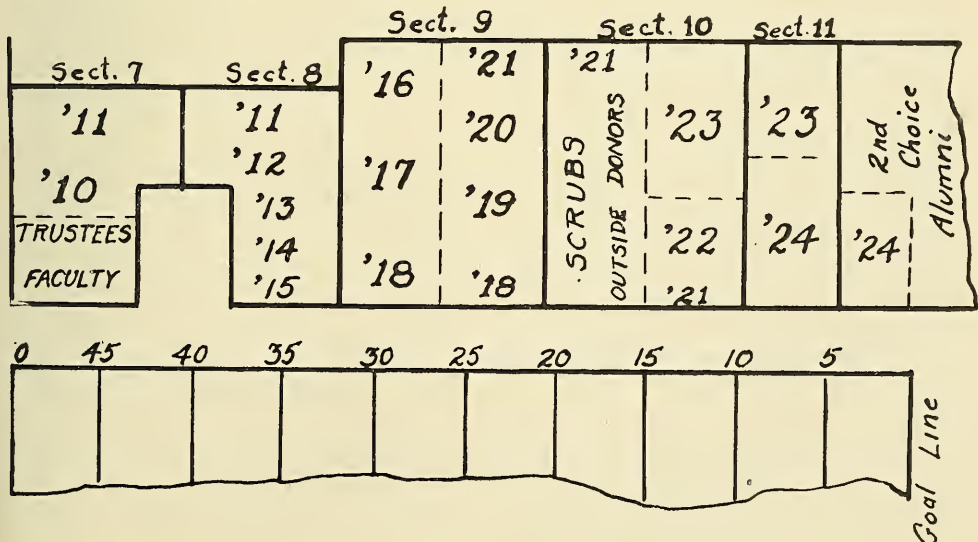 Sect. 7
'11
'10
TRUSTEES
FACULTY
Sect. 8
'11
'12
'13
'14
'15
Sect. 9
'16
'17
'18
'21
'20
'19
'18
Sect. 10
'21
SCRUBS
OUTSIDE DONORS
'23
'22
'21
Sect. 11
'23
'24
2nd
Choice
Alumni
'24
0 45 40 35 30 25 20 15 10 5
Goal Line